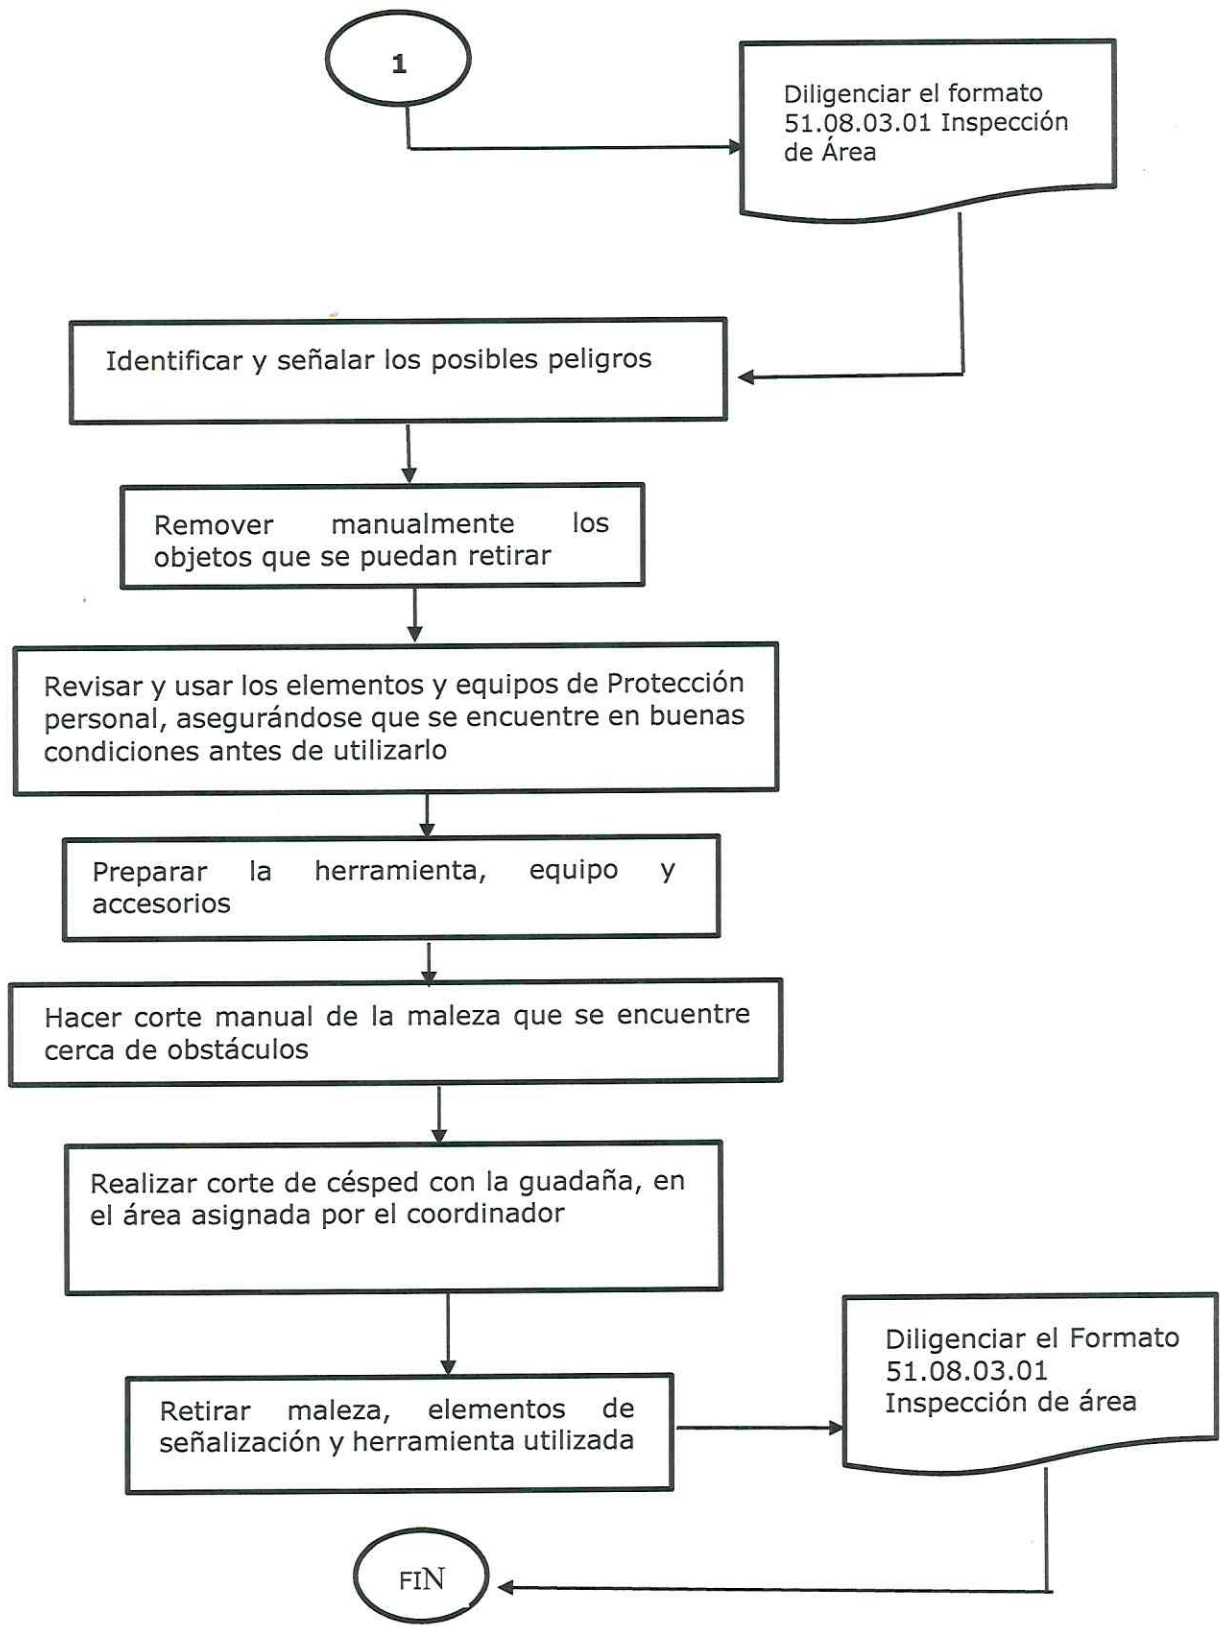 1
Diligenciar el formato
51.08.03.01 Inspección
de Área
Identificar y señalar los posibles peligros
Remover manualmente los
objetos que se puedan retirar
Revisar y usar los elementos y equipos de Protección
personal, asegurándose que se encuentre en buenas
condiciones antes de utilizarlo
Preparar la herramienta, equipo y
accesorios
Hacer corte manual de la maleza que se encuentre
cerca de obstáculos
Realizar corte de césped con la guadaña, en
el área asignada por el coordinador
Retirar maleza, elementos de
señalización y herramienta utilizada
Diligenciar el Formato
51.08.03.01
Inspección de área
FIN